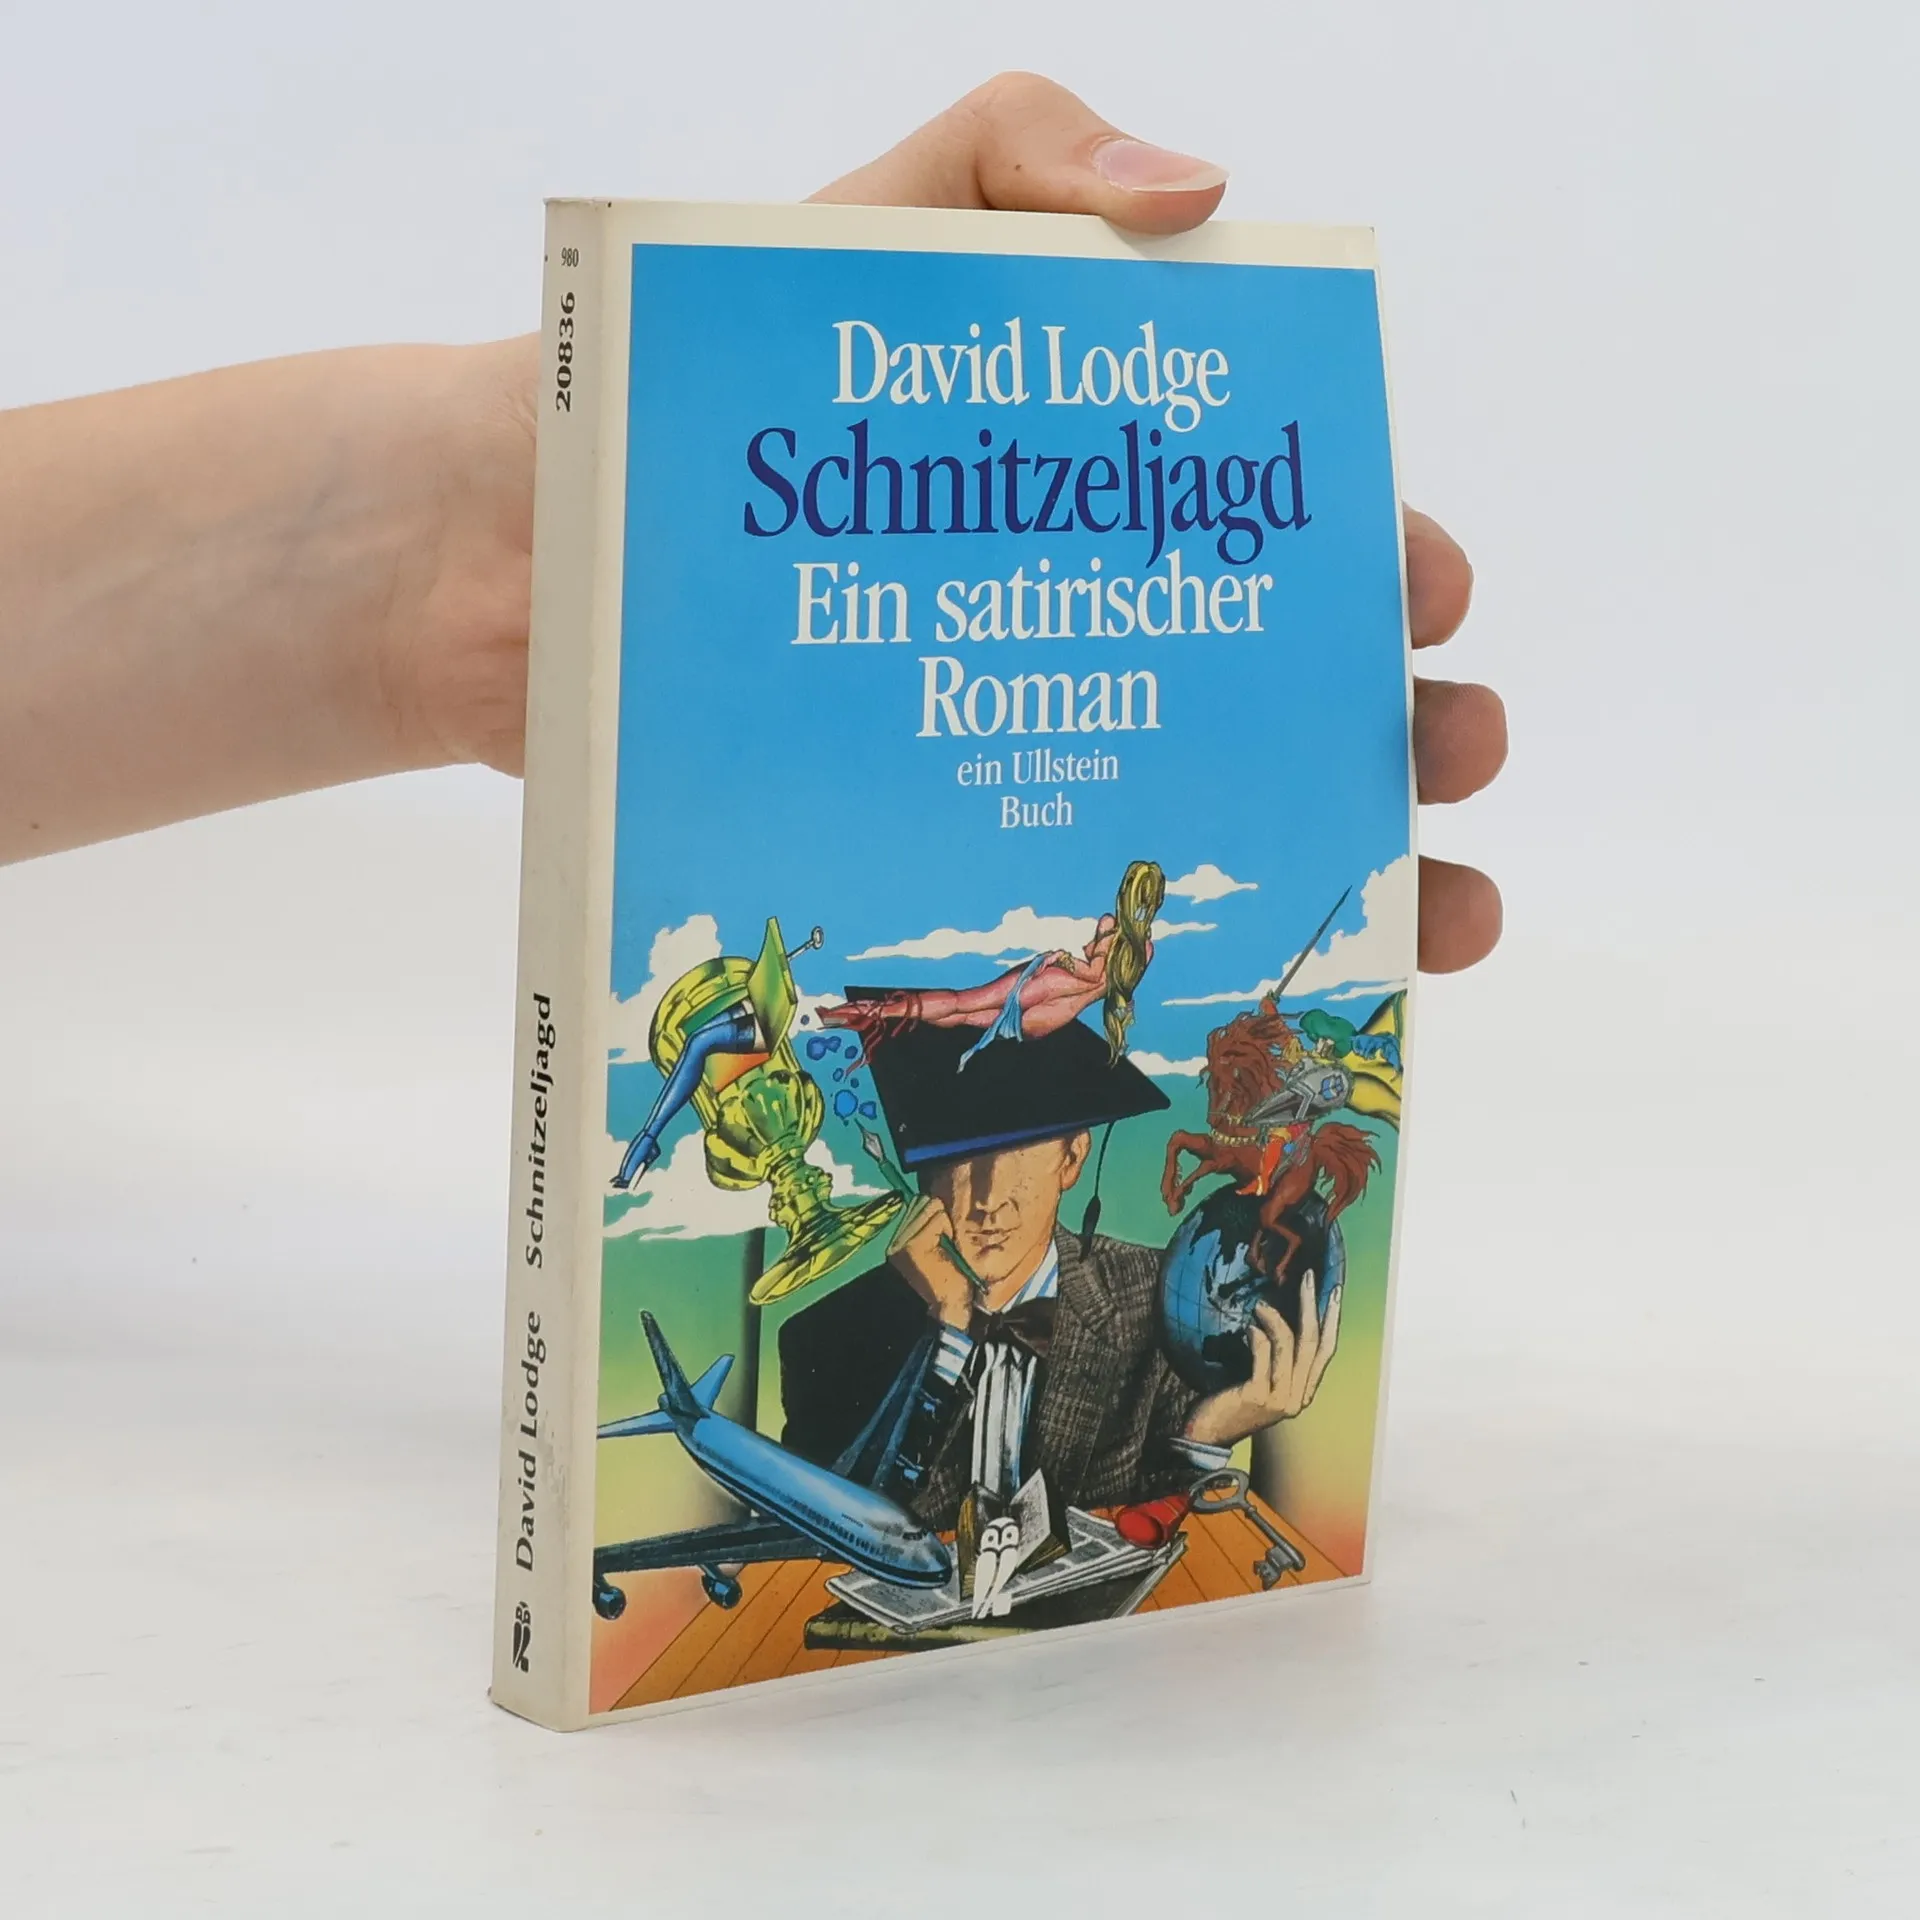 David Lodge
Schnitzeljagd
Ein satirischer
Roman
ein Ullstein
Buch
980
20836
David Lodge Schnitzeljagd